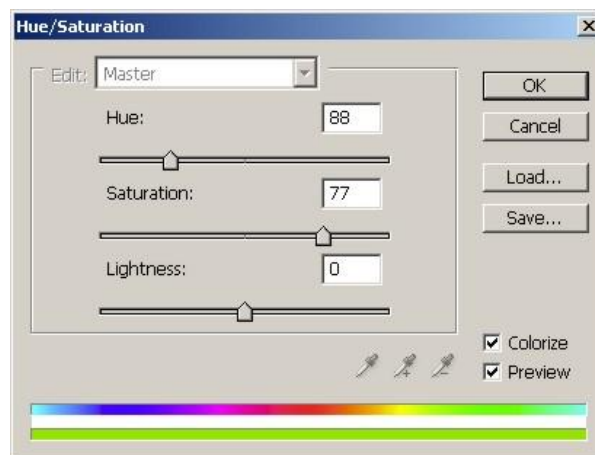 Hue/Saturation
Edit: Master
OK
Hue: 88
Cancel
Load...
Saturation: 77
Save...
Lightness: 0
Colorize
Preview